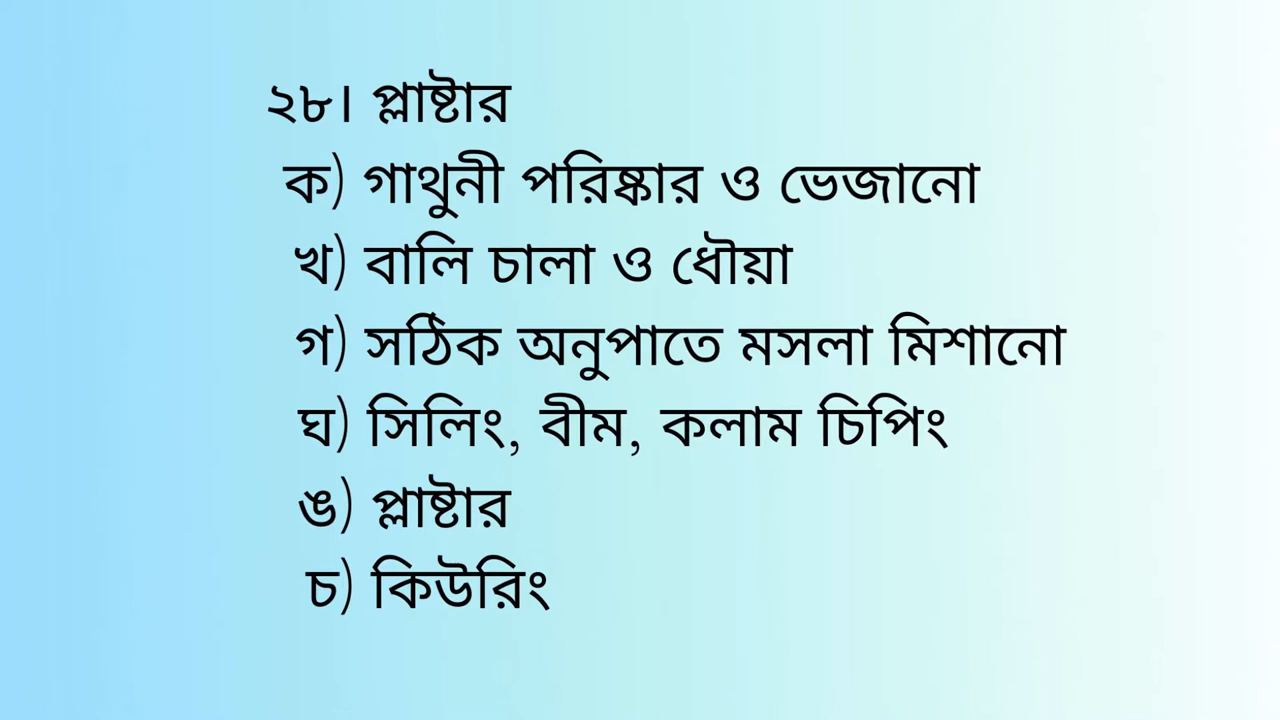 ২৮। প্লাষ্টার
ক) গাথুনী পরিষ্কার ও ভেজানো
খ) বালি চালা ও ধৌয়া
গ) সঠিক অনুপাতে মসলা মিশানো
ঘ) সিলিং, বীম, কলাম চিপিং
ঙ) প্লাষ্টার
চ) কিউরিং